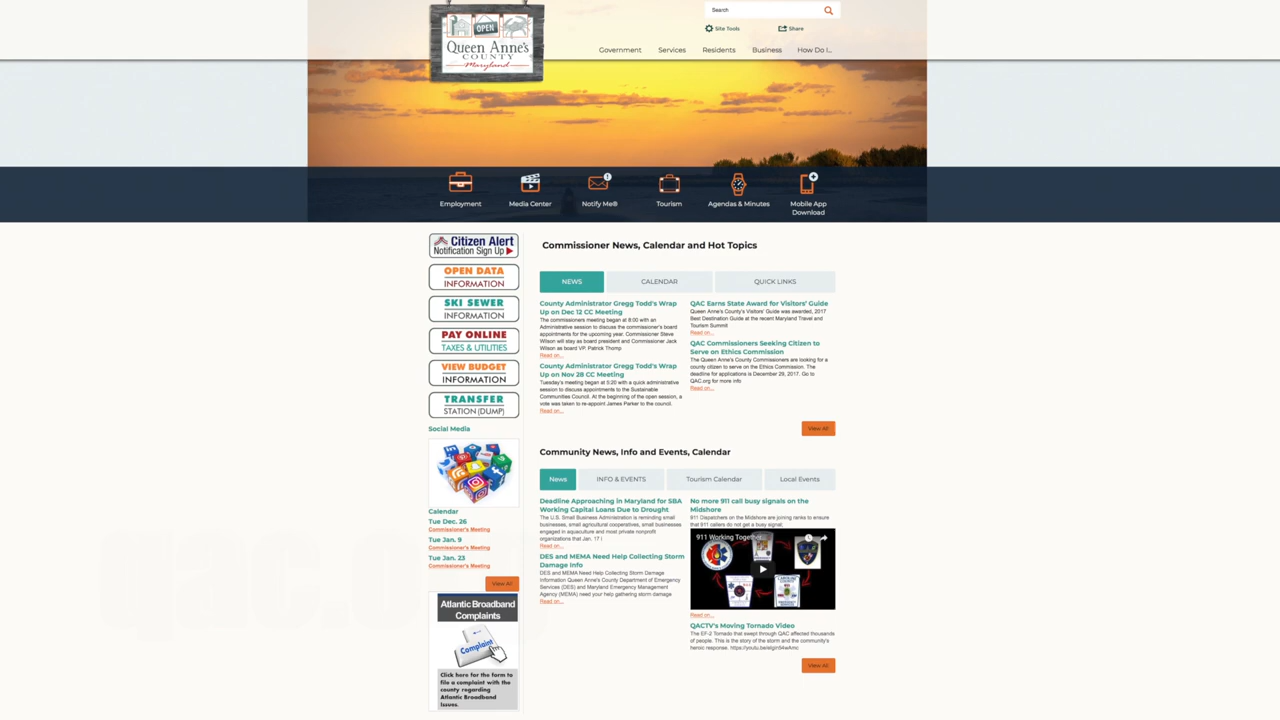 OPEN
Queen Anne's
COUNTY
Maryland
Search
Site Tools
Share
Government
Services
Residents
Business
How Do I...
Employment
Media Center
Notify Me®
Tourism
Agendas & Minutes
Mobile App
Download
Citizen Alert
Notification Sign Up
OPEN DATA
INFORMATION
SKI SEWER
INFORMATION
PAY ONLINE
TAXES & UTILITIES
VIEW BUDGET
INFORMATION
TRANSFER
STATION (DUMP)
Social Media
Calendar
Tue Dec. 26
Commissioner's Meeting
Tue Jan. 9
Commissioner's Meeting
Tue Jan. 23
Commissioner's Meeting
View All
Atlantic Broadband
Complaints
Complaint
Click here for the form to
file a complaint with the
county regarding
Atlantic Broadband
Issues.
Commissioner News, Calendar and Hot Topics
NEWS
CALENDAR
QUICK LINKS
County Administrator Gregg Todd's Wrap
Up on Dec 12 CC Meeting
The commissioners meeting began at 8:00 with an
Administrative session to discuss the commissioner's board
appointments for the upcoming year. Commissioner Steve
Wilson will stay as board president and Commissioner Jack
Wilson as board VP. Patrick Thomp
Read on...
County Administrator Gregg Todd's Wrap
Up on Nov 28 CC Meeting
Tuesday's meeting began at 5:20 with a quick administrative
session to discuss appointments to the Sustainable
Communities Council. At the beginning of the open session, a
vote was taken to re-appoint James Parker to the council.
Read on...
QAC Earns State Award for Visitors' Guide
Queen Anne's County's Visitors' Guide was awarded, 2017
Best Destination Guide at the recent Maryland Travel and
Tourism Summit
Read on...
QAC Commissioners Seeking Citizen to
Serve on Ethics Commission
The Queen Anne's County Commissioners are looking for a
county citizen to serve on the Ethics Commission. The
deadline for applications is December 29, 2017. Go to
QAC.org for more info
Read on...
View All
Community News, Info and Events, Calendar
News
INFO & EVENTS
Tourism Calendar
Local Events
Deadline Approaching in Maryland for SBA
Working Capital Loans Due to Drought
The U.S. Small Business Administration is reminding small
businesses, small agricultural cooperatives, small businesses
engaged in aquaculture and most private nonprofit
organizations that Jan. 17 i
Read on...
DES and MEMA Need Help Collecting Storm
Damage Info
DES and MEMA Need Help Collecting Storm Damage
Information Queen Anne's County Department of Emergency
Services (DES) and Maryland Emergency Management
Agency (MEMA) need your help gathering storm damage
Read on...
No more 911 call busy signals on the
Midshore
911 Dispatchers on the Midshore are joining ranks to ensure
that 911 callers do not get a busy signal.
911 Working Together...
Read on...
QACTV's Moving Tornado Video
The EF-2 Tornado that swept through QAC affected thousands
of people. This is the story of the storm and the community's
heroic response.
View All